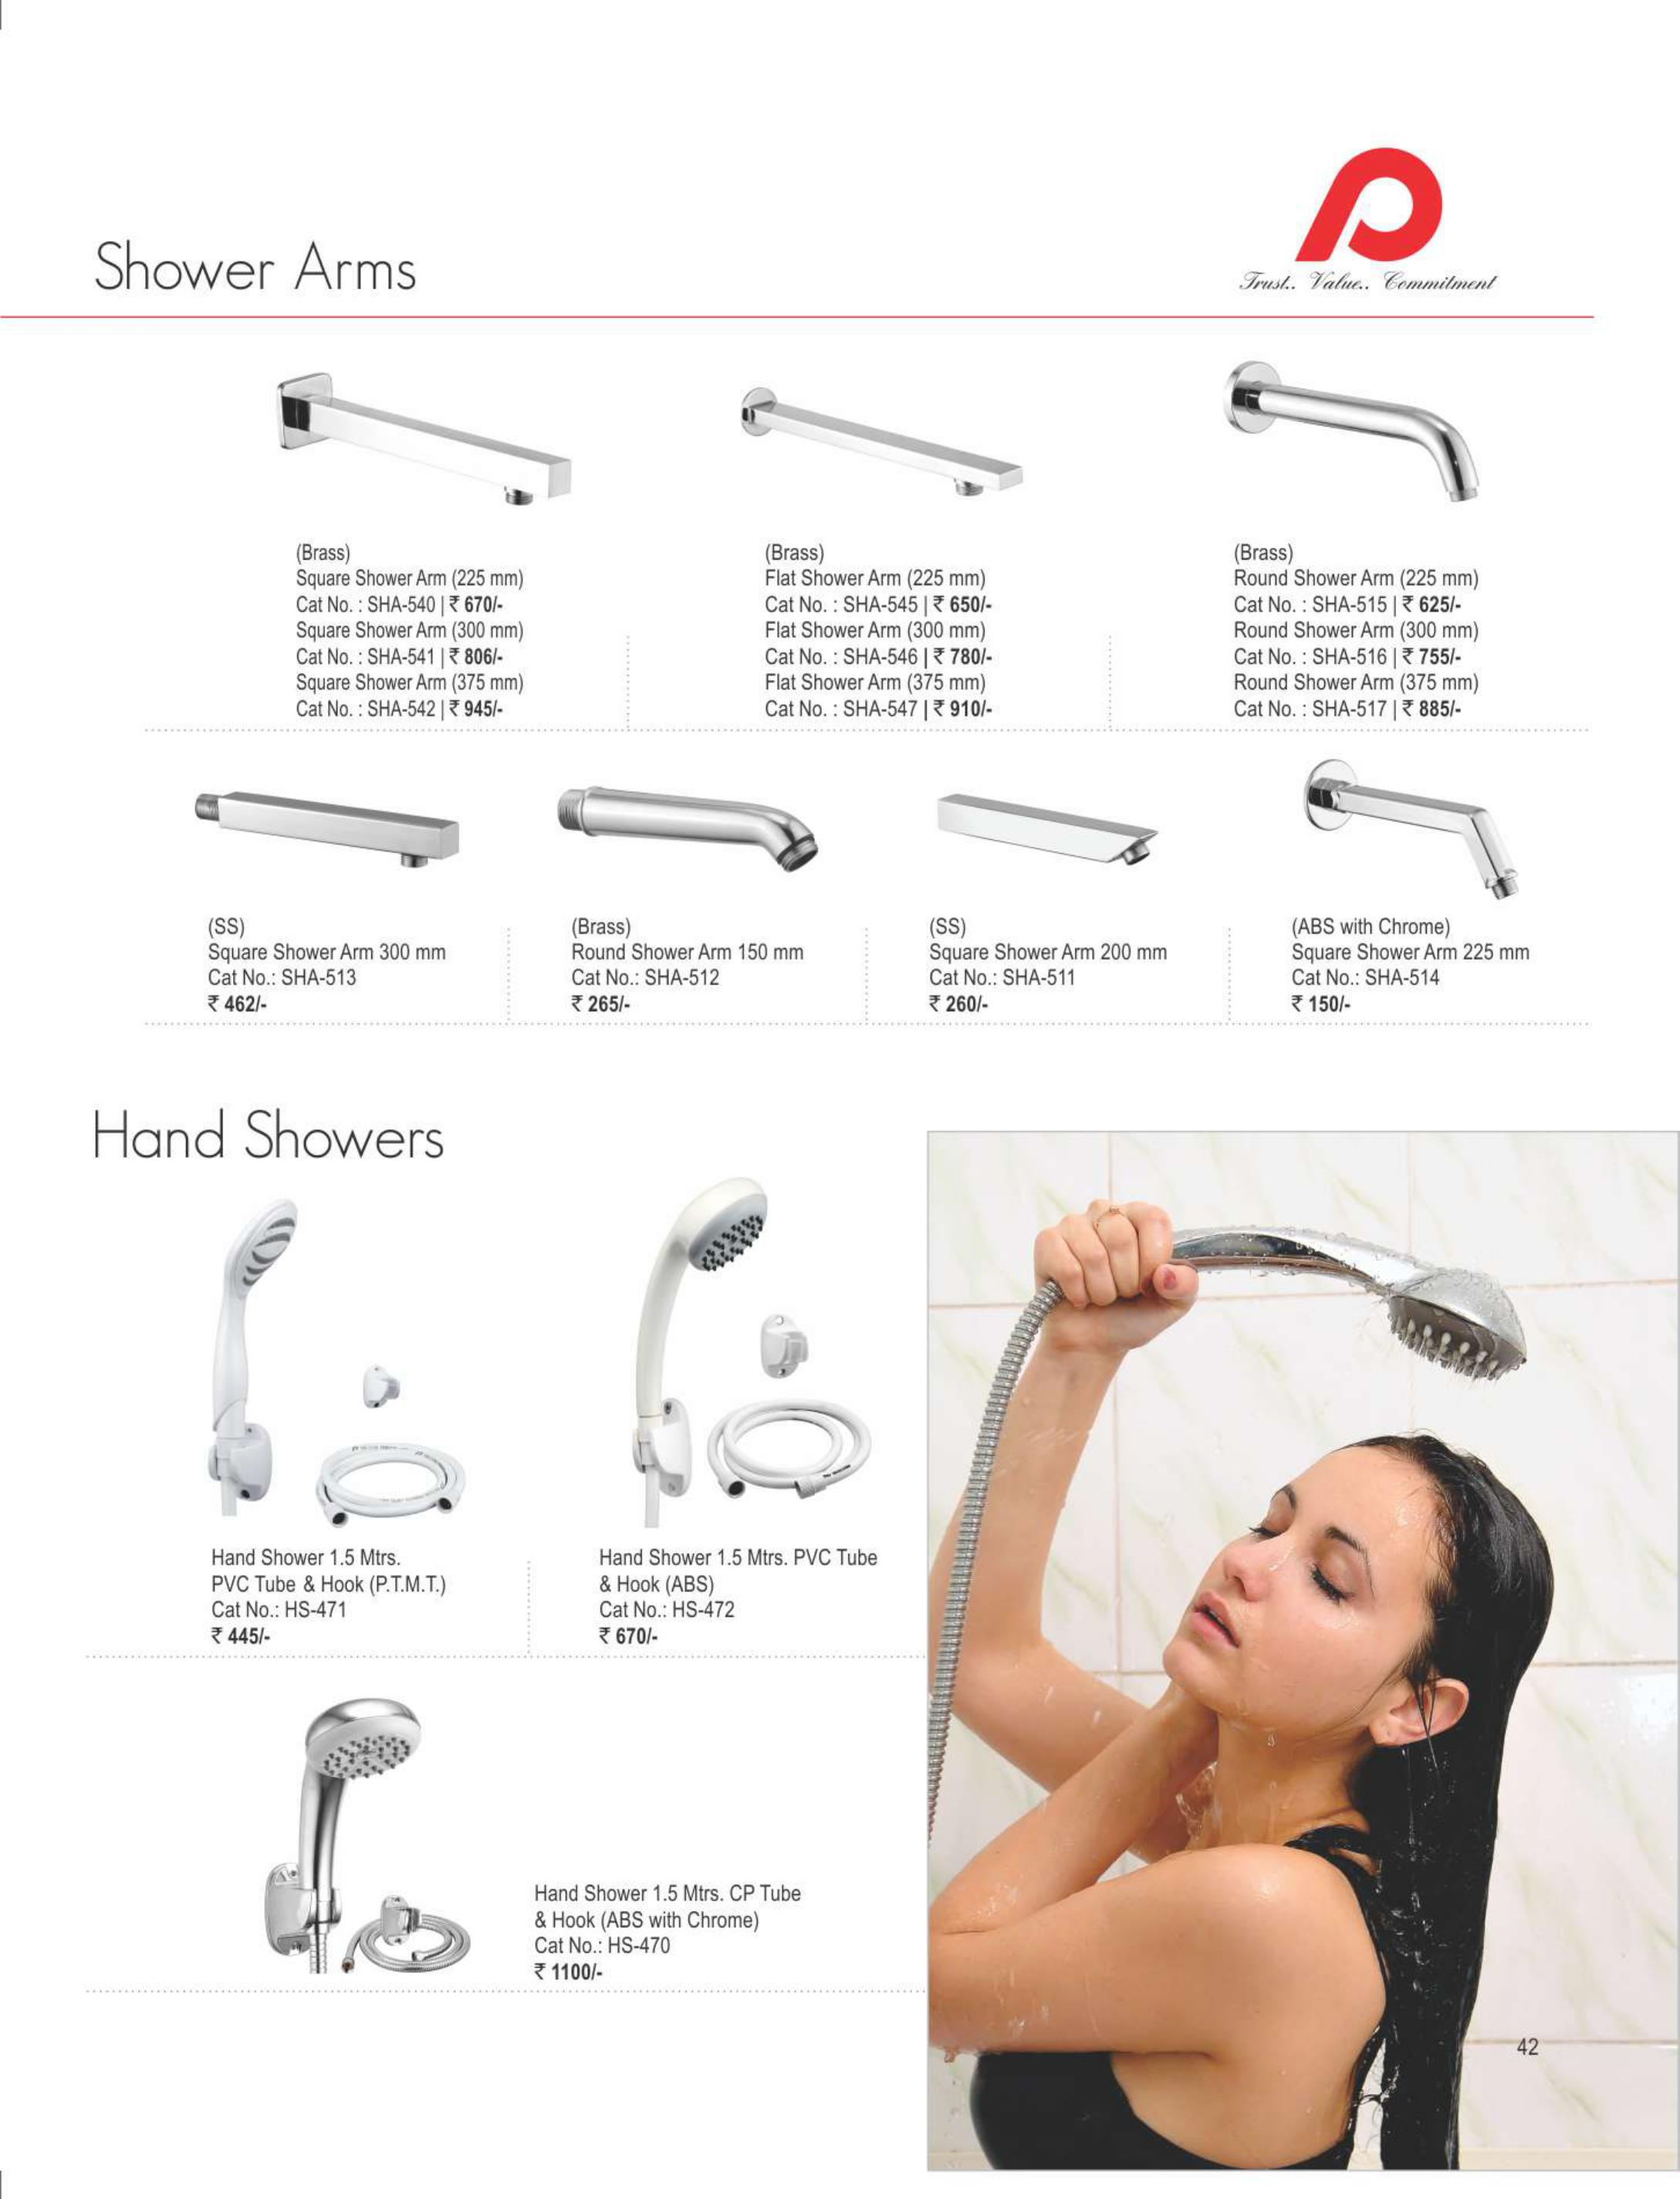 Shower Arms
Trust.. Value.. Commitment
(Brass)
Square Shower Arm (225 mm)
Cat No. : SHA-540 | ₹ 670/-
Square Shower Arm (300 mm)
Cat No. : SHA-541 | ₹ 806/-
Square Shower Arm (375 mm)
Cat No. : SHA-542 | ₹ 945/-
(Brass)
Flat Shower Arm (225 mm)
Cat No. : SHA-545 | ₹ 650/-
Flat Shower Arm (300 mm)
Cat No. : SHA-546 | ₹ 780/-
Flat Shower Arm (375 mm)
Cat No. : SHA-547 | ₹ 910/-
(Brass)
Round Shower Arm (225 mm)
Cat No. : SHA-515 | ₹ 625/-
Round Shower Arm (300 mm)
Cat No. : SHA-516 | ₹ 755/-
Round Shower Arm (375 mm)
Cat No. : SHA-517 | ₹ 885/-
(SS)
Square Shower Arm 300 mm
Cat No.: SHA-513
₹ 462/-
(Brass)
Round Shower Arm 150 mm
Cat No.: SHA-512
₹ 265/-
(SS)
Square Shower Arm 200 mm
Cat No.: SHA-511
₹ 260/-
(ABS with Chrome)
Square Shower Arm 225 mm
Cat No.: SHA-514
₹ 150/-
Hand Showers
Hand Shower 1.5 Mtrs.
PVC Tube & Hook (P.T.M.T.)
Cat No.: HS-471
₹ 445/-
Hand Shower 1.5 Mtrs. PVC Tube
& Hook (ABS)
Cat No.: HS-472
₹ 670/-
Hand Shower 1.5 Mtrs. CP Tube
& Hook (ABS with Chrome)
Cat No.: HS-470
₹ 1100/-
42